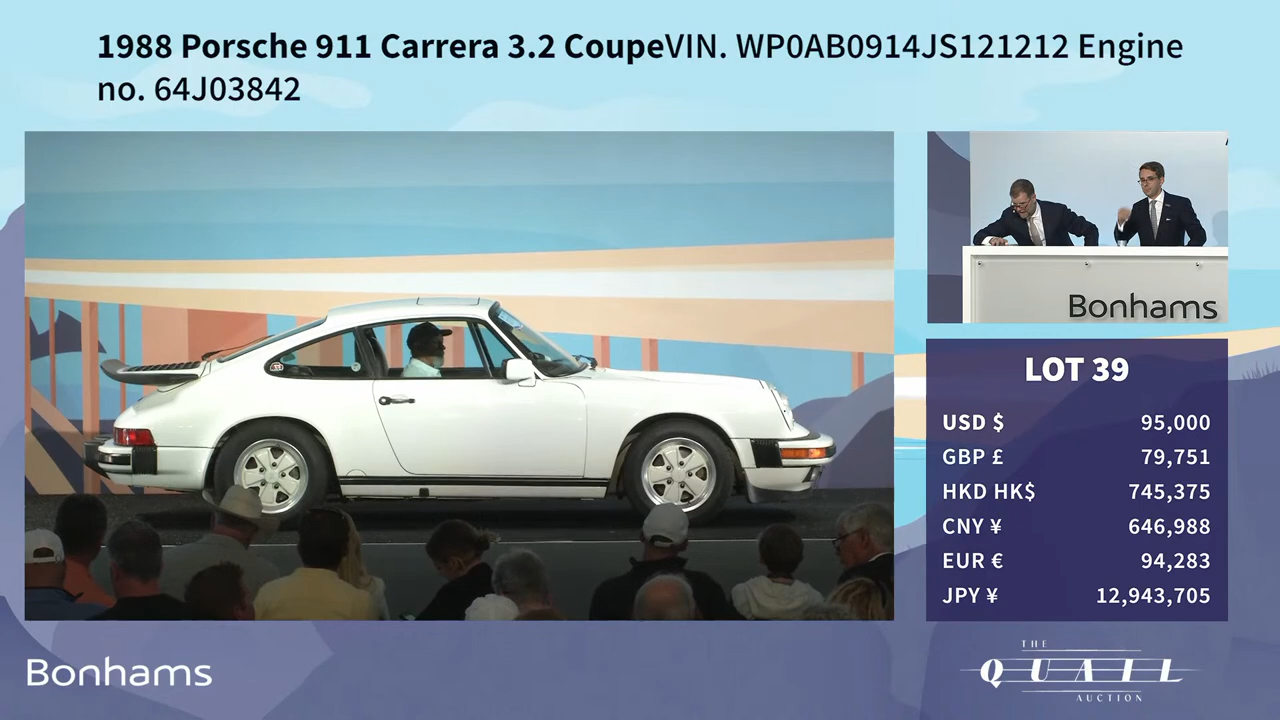 1988 Porsche 911 Carrera 3.2 CoupeVIN. WP0AB0914JS121212 Engine
no. 64J03842
Bonhams
LOT 39
USD $ 95,000
GBP £ 79,751
HKD HK$ 745,375
CNY ¥ 646,988
EUR € 94,283
JPY ¥ 12,943,705
Bonhams
THE
QUAIL
AUCTION